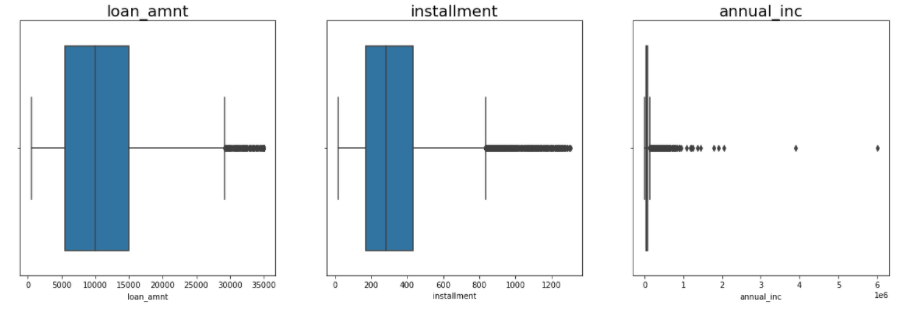 loan_amnt
installment
annual_inc
0 5000 10000 15000 20000 25000 30000 35000
loan_amnt
0 200 400 600 800 1000 1200
installment
0 1 2 3 4 5 6
1e6
annual_inc